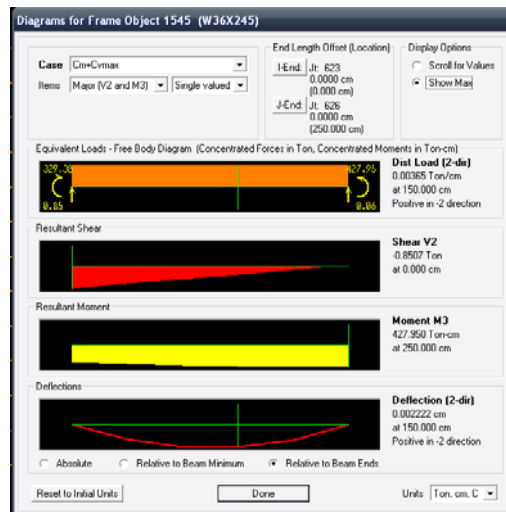 Diagrams for Frame Object 1545 (W36X245)
Case Cm+Cvmax
Items Major (V2 and M3) Single valued
End Length Offset (Location)
I-End: Jt: 623
0.0000 cm
(0.000 cm)
J-End: Jt: 626
0.0000 cm
(250.000 cm)
Display Options
Scroll for Values
Show Max
Equivalent Loads - Free Body Diagram (Concentrated Forces in Ton, Concentrated Moments in Ton-cm)
427.95
0.85
0.06
Dist Load (2-dir)
0.00365 Ton/cm
at 150.000 cm
Positive in -2 direction
Resultant Shear
Shear V2
-0.8507 Ton
at 0.000 cm
Resultant Moment
Moment M3
427.950 Ton-cm
at 250.000 cm
Deflections
Deflection (2-dir)
0.002222 cm
at 150.000 cm
Positive in -2 direction
Absolute Relative to Beam Minimum Relative to Beam Ends
Reset to Initial Units Done Units Ton, cm, C